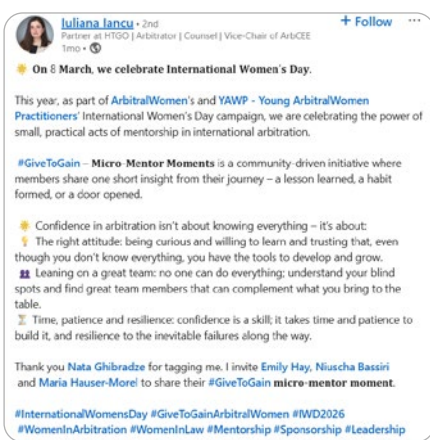 Iuliana Iancu • 2nd
+ Follow ...
Partner at HTGO | Arbitrator | Counsel | Vice-Chair of ArbCEE
1mo •
☀️ On 8 March, we celebrate International Women's Day.
This year, as part of ArbitralWomen's and YAWP - Young ArbitralWomen
Practitioners' International Women's Day campaign, we are celebrating the power of
small, practical acts of mentorship in international arbitration.
#GiveToGain – Micro-Mentor Moments is a community-driven initiative where
members share one short insight from their journey – a lesson learned, a habit
formed, or a door opened.
☀️ Confidence in arbitration isn't about knowing everything – it's about:
💡 The right attitude: being curious and willing to learn and trusting that, even
though you don't know everything, you have the tools to develop and grow.
👥 Leaning on a great team: no one can do everything; understand your blind
spots and find great team members that can complement what you bring to the
table.
⏳ Time, patience and resilience: confidence is a skill; it takes time and patience to
build it, and resilience to the inevitable failures along the way.
Thank you Nata Ghibradze for tagging me. I invite Emily Hay, Niuscha Bassiri
and Maria Hauser-Morel to share their #GiveToGain micro-mentor moment.
#InternationalWomensDay #GiveToGainArbitralWomen #IWD2026
#WomenInArbitration #WomenInLaw #Mentorship #Sponsorship #Leadership